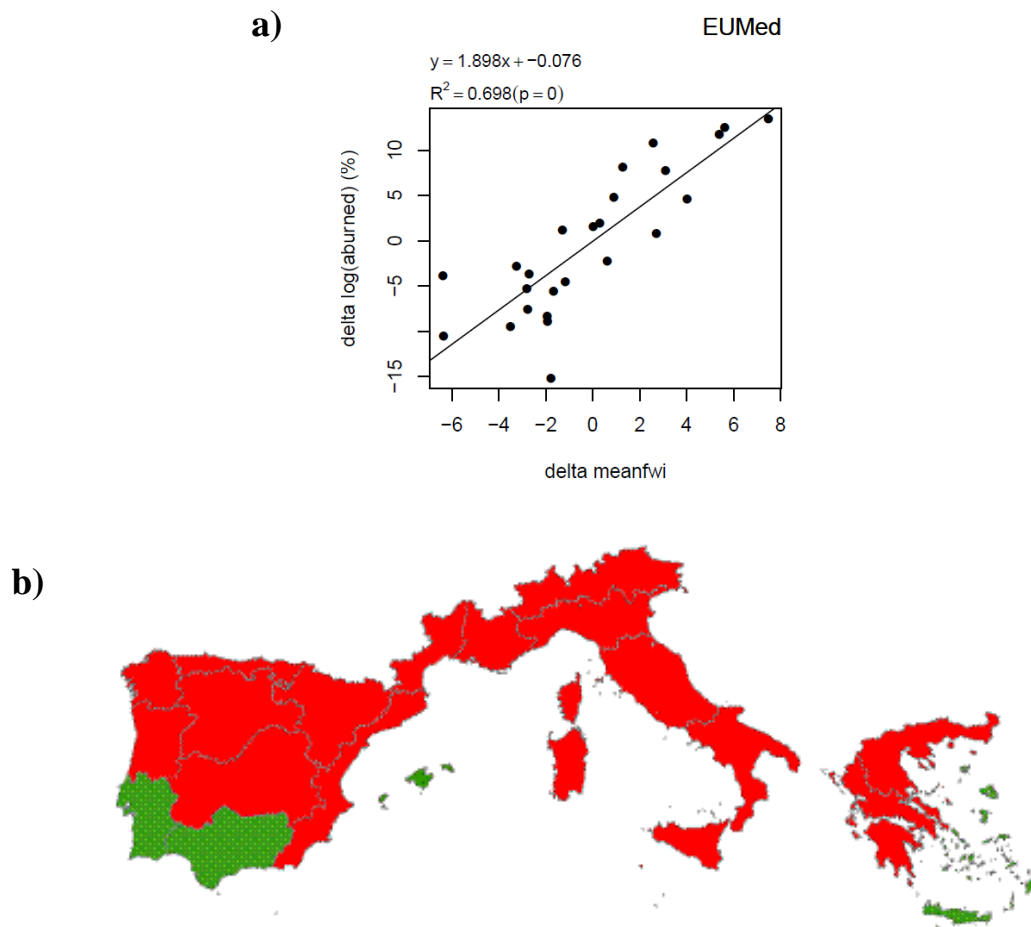 a)
EUMed
y = 1.898x + −0.076
R² = 0.698(p = 0)
delta log(aburned) (%)
10
5
0
−5
−15
−6 −4 −2 0 2 4 6 8
delta meanfwi
b)